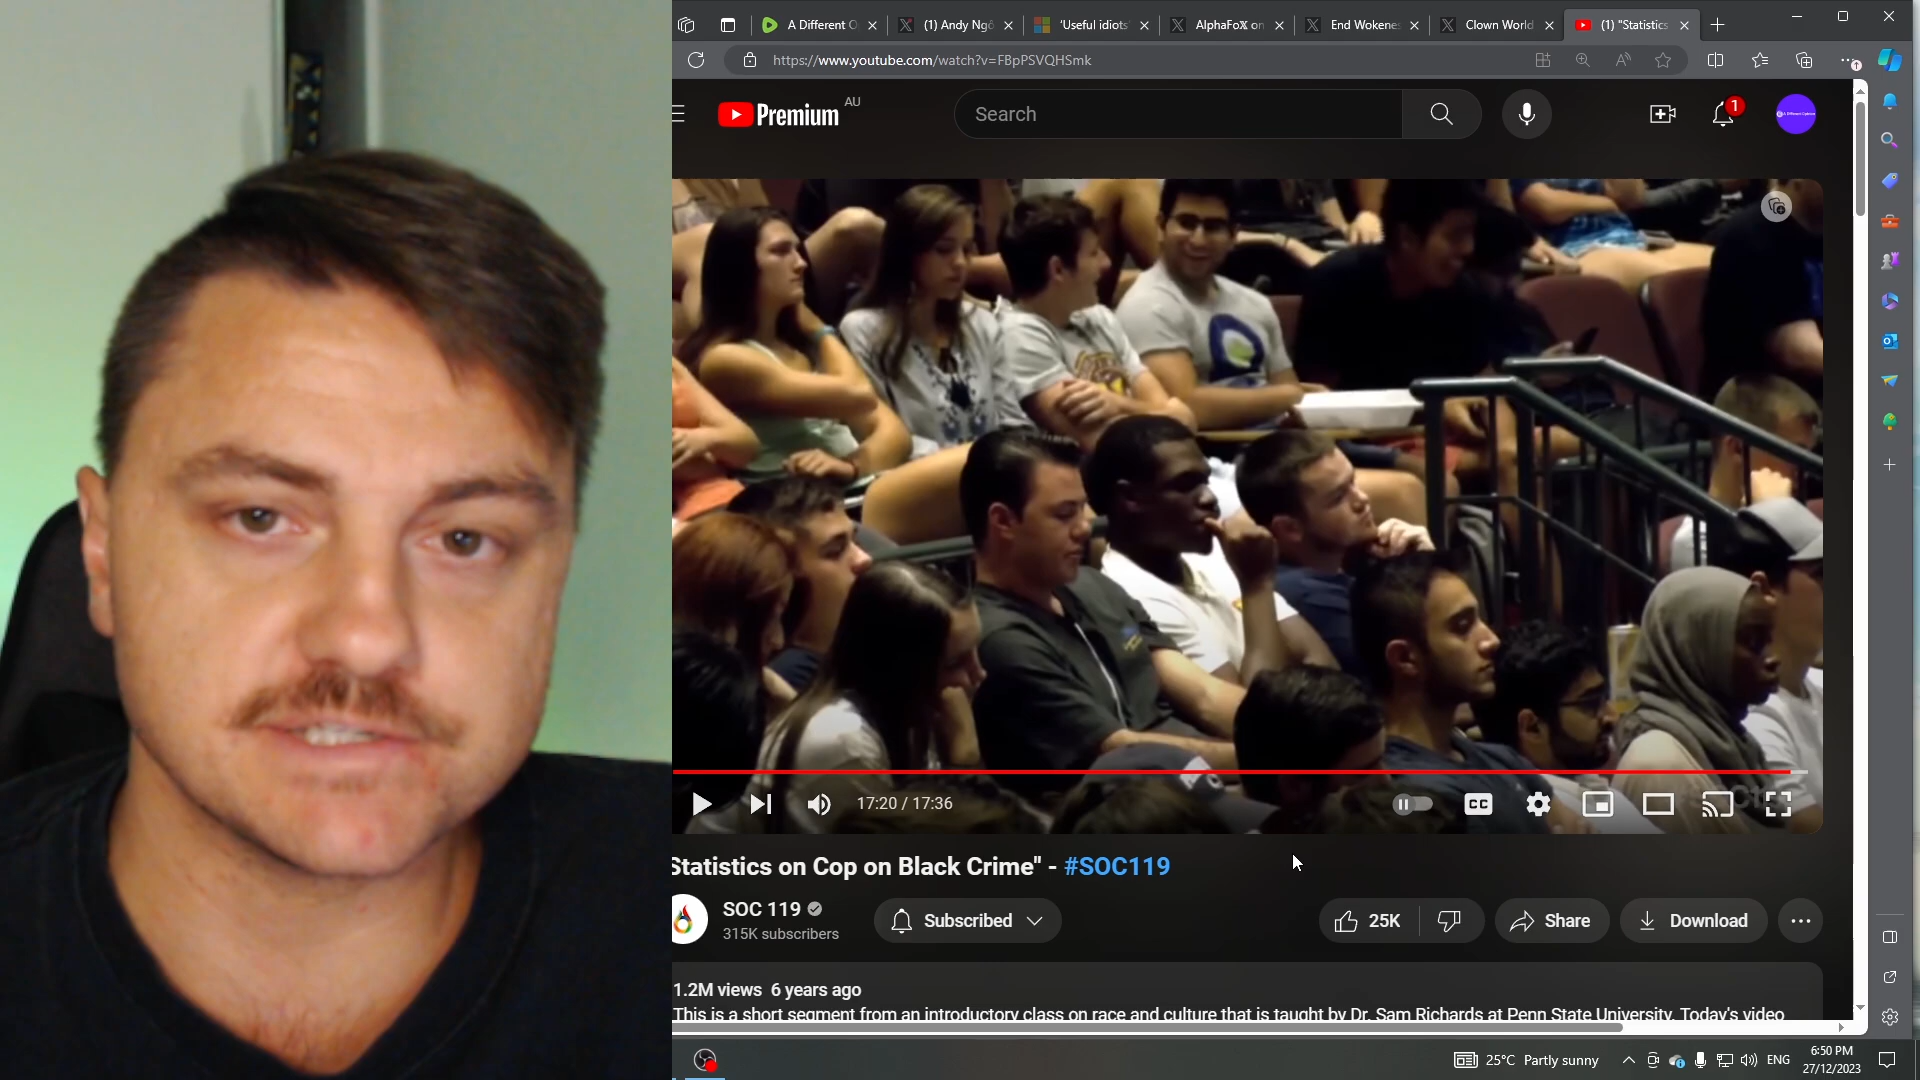 A Different O
(1) Andy Ngô
'Useful idiots'
AlphaFo𝕏 on
End Wokenes
Clown World
(1) "Statistics
https://www.youtube.com/watch?v=FBpPSVQHSmk
Premium AU
Search
1
17:20 / 17:36
CC
Statistics on Cop on Black Crime" - #SOC119
SOC 119
315K subscribers
Subscribed
25K
Share
Download
1.2M views 6 years ago
This is a short segment from an introductory class on race and culture that is taught by Dr. Sam Richards at Penn State University. Today's video
25°C Partly sunny
ENG
6:50 PM
27/12/2023